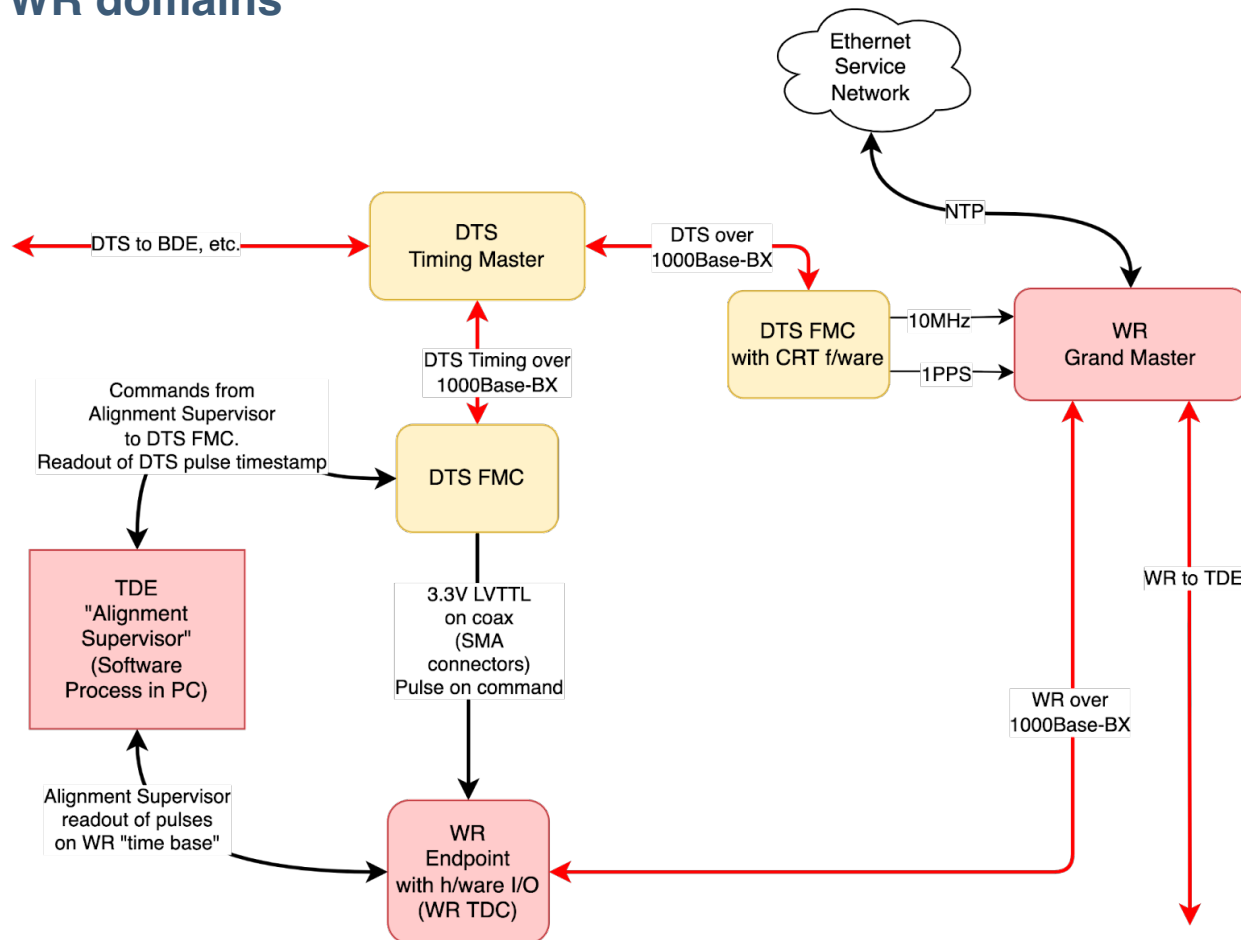 WR domains
Ethernet
Service
Network
NTP
DTS to BDE, etc.
DTS
Timing Master
DTS over
1000Base-BX
DTS FMC
with CRT f/ware
10MHz
1PPS
WR
Grand Master
DTS Timing over
1000Base-BX
Commands from
Alignment Supervisor
to DTS FMC.
Readout of DTS pulse timestamp
DTS FMC
TDE
"Alignment
Supervisor"
(Software
Process in PC)
3.3V LVTTL
on coax
(SMA
connectors)
Pulse on command
WR to TDE
WR over
1000Base-BX
Alignment Supervisor
readout of pulses
on WR "time base"
WR
Endpoint
with h/ware I/O
(WR TDC)